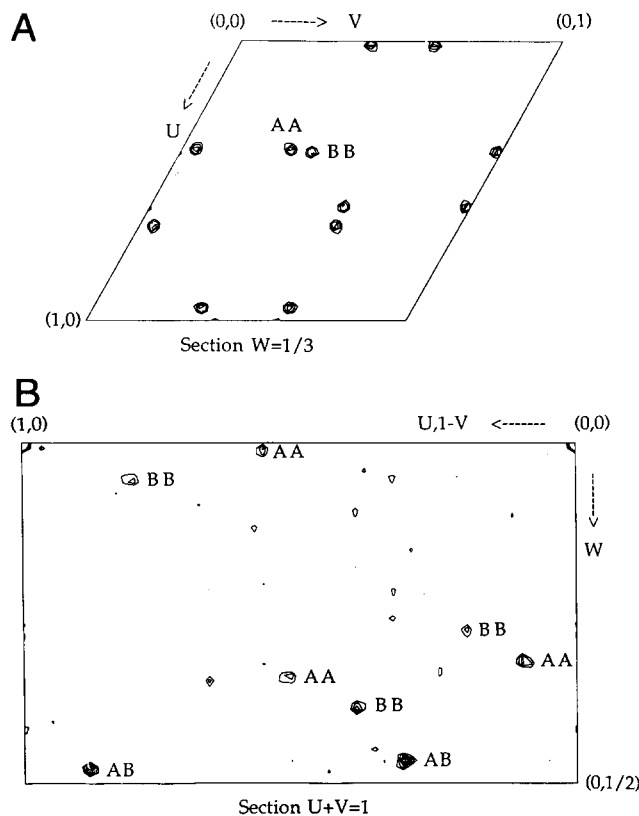 A
(0,0) V (0,1)
U
AA
BB
(1,0)
Section W=1/3
B
(1,0) U,1-V (0,0)
AA
BB
W
BB
AA
AA
BB
AB
AB
(0,1/2)
Section U+V=1